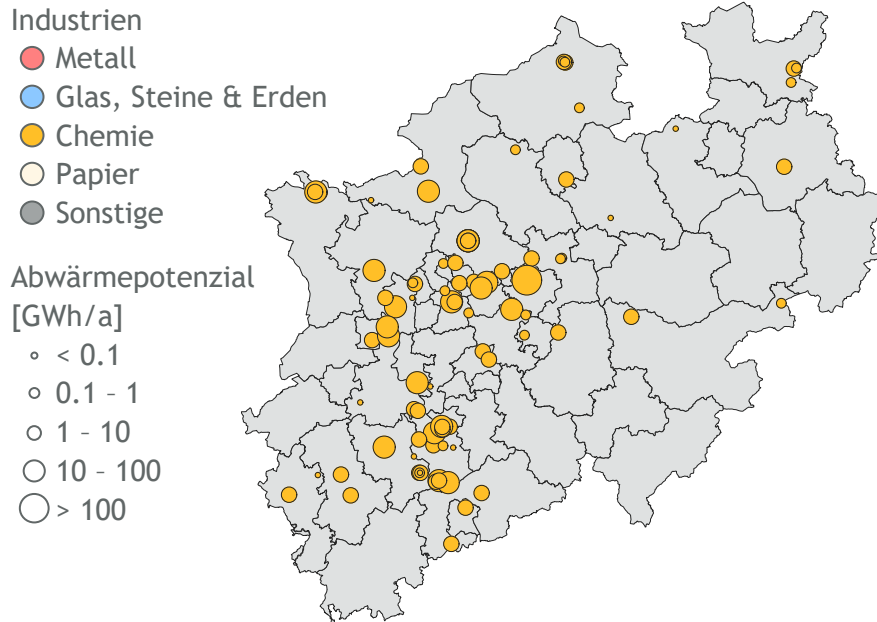 Industrien
Metall
Glas, Steine & Erden
Chemie
Papier
Sonstige
Abwärmepotenzial
[GWh/a]
< 0.1
0.1 - 1
1 - 10
10 - 100
> 100